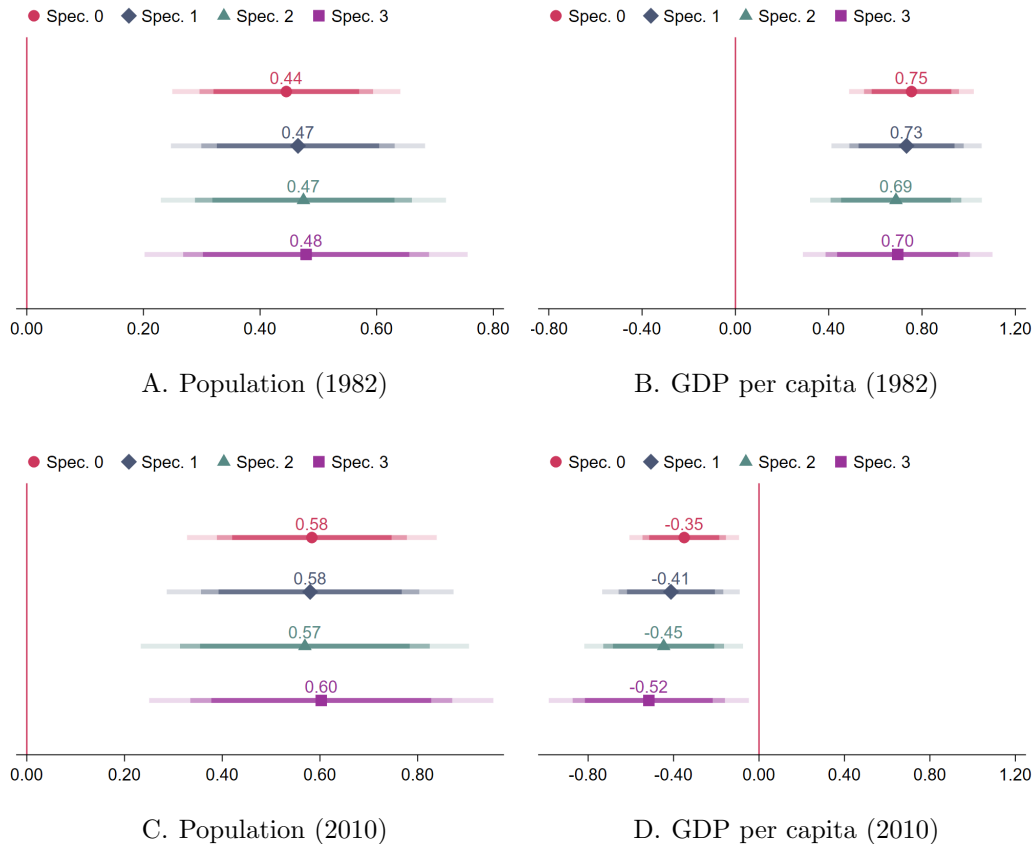 Spec. 0 Spec. 1 Spec. 2 Spec. 3
0.44
0.47
0.47
0.48
0.00 0.20 0.40 0.60 0.80
A. Population (1982)
Spec. 0 Spec. 1 Spec. 2 Spec. 3
0.75
0.73
0.69
0.70
-0.80 -0.40 0.00 0.40 0.80 1.20
B. GDP per capita (1982)
Spec. 0 Spec. 1 Spec. 2 Spec. 3
0.58
0.58
0.57
0.60
0.00 0.20 0.40 0.60 0.80
C. Population (2010)
Spec. 0 Spec. 1 Spec. 2 Spec. 3
-0.35
-0.41
-0.45
-0.52
-0.80 -0.40 0.00 0.40 0.80 1.20
D. GDP per capita (2010)